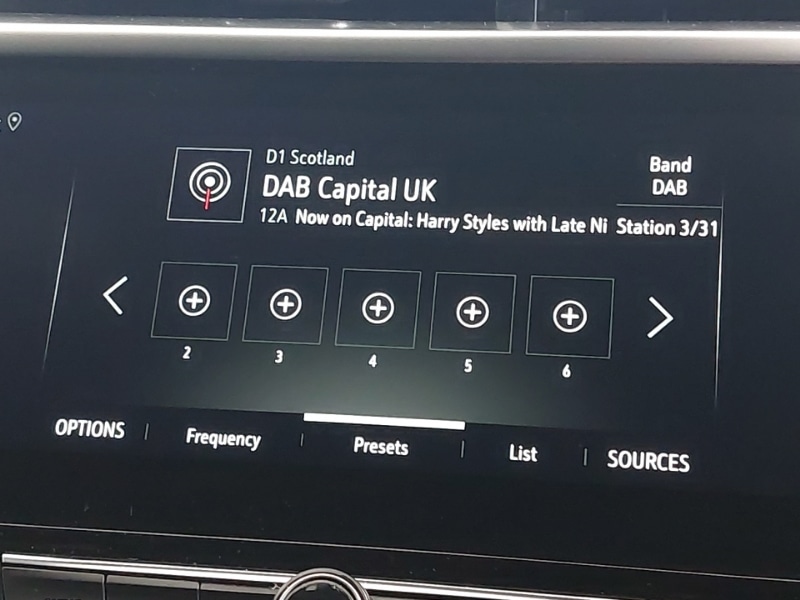 D1 Scotland
DAB Capital UK
12A Now on Capital: Harry Styles with Late Ni
Band
DAB
Station 3/31
2 3 4 5 6
OPTIONS Frequency Presets List SOURCES